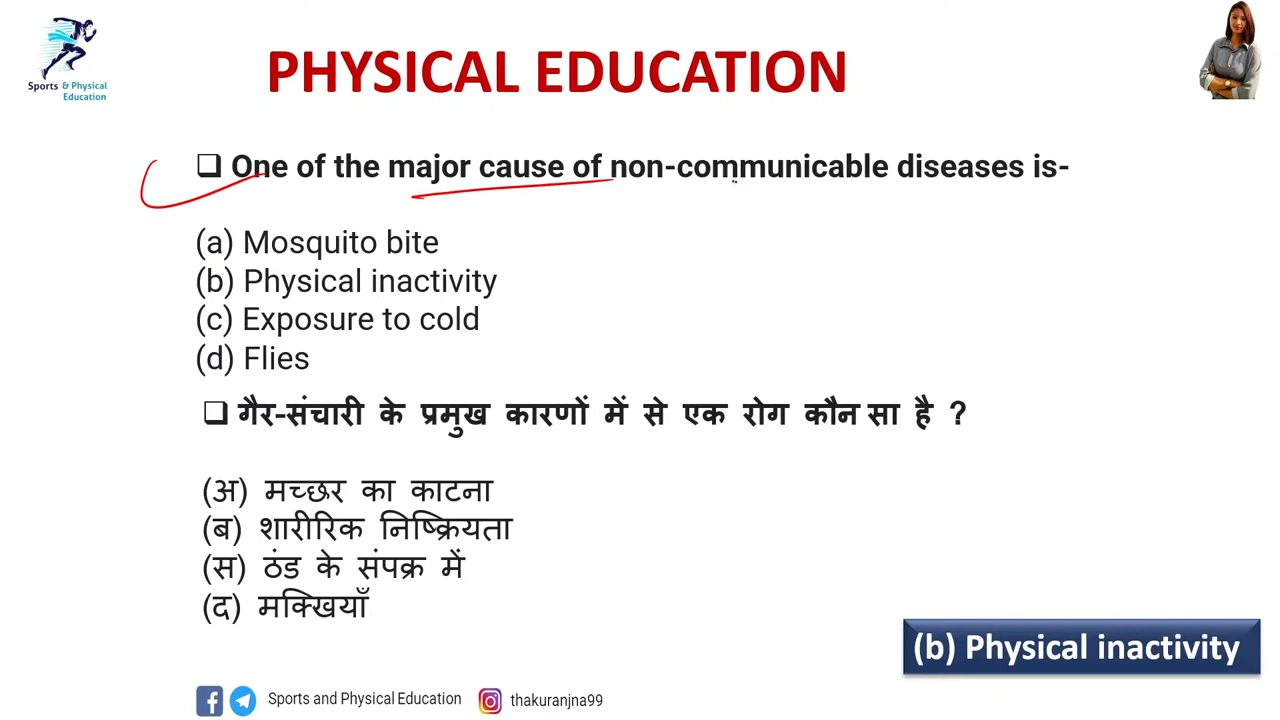 Sports & Physical
Education
PHYSICAL EDUCATION
One of the major cause of non-communicable diseases is-
(a) Mosquito bite
(b) Physical inactivity
(c) Exposure to cold
(d) Flies
गैर-संचारी के प्रमुख कारणों में से एक रोग कौन सा है ?
(अ) मच्छर का काटना
(ब) शारीरिक निष्क्रियता
(स) ठंड के संपक्र में
(द) मक्खियाँ
(b) Physical inactivity
Sports and Physical Education
thakuranjna99